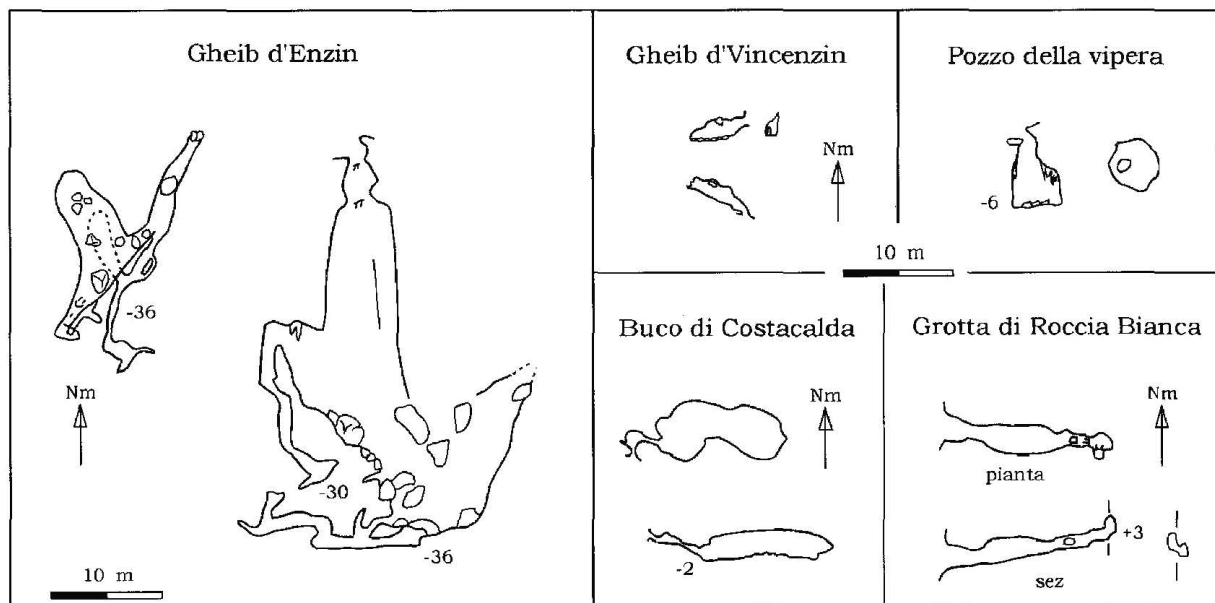 Gheib d'Enzin
-36
Nm
-30
-36
10 m
Gheib d'Vincenzin
Nm
Pozzo della vipera
-6
10 m
Buco di Costacalda
Nm
-2
Grotta di Roccia Bianca
Nm
pianta
+3
sez